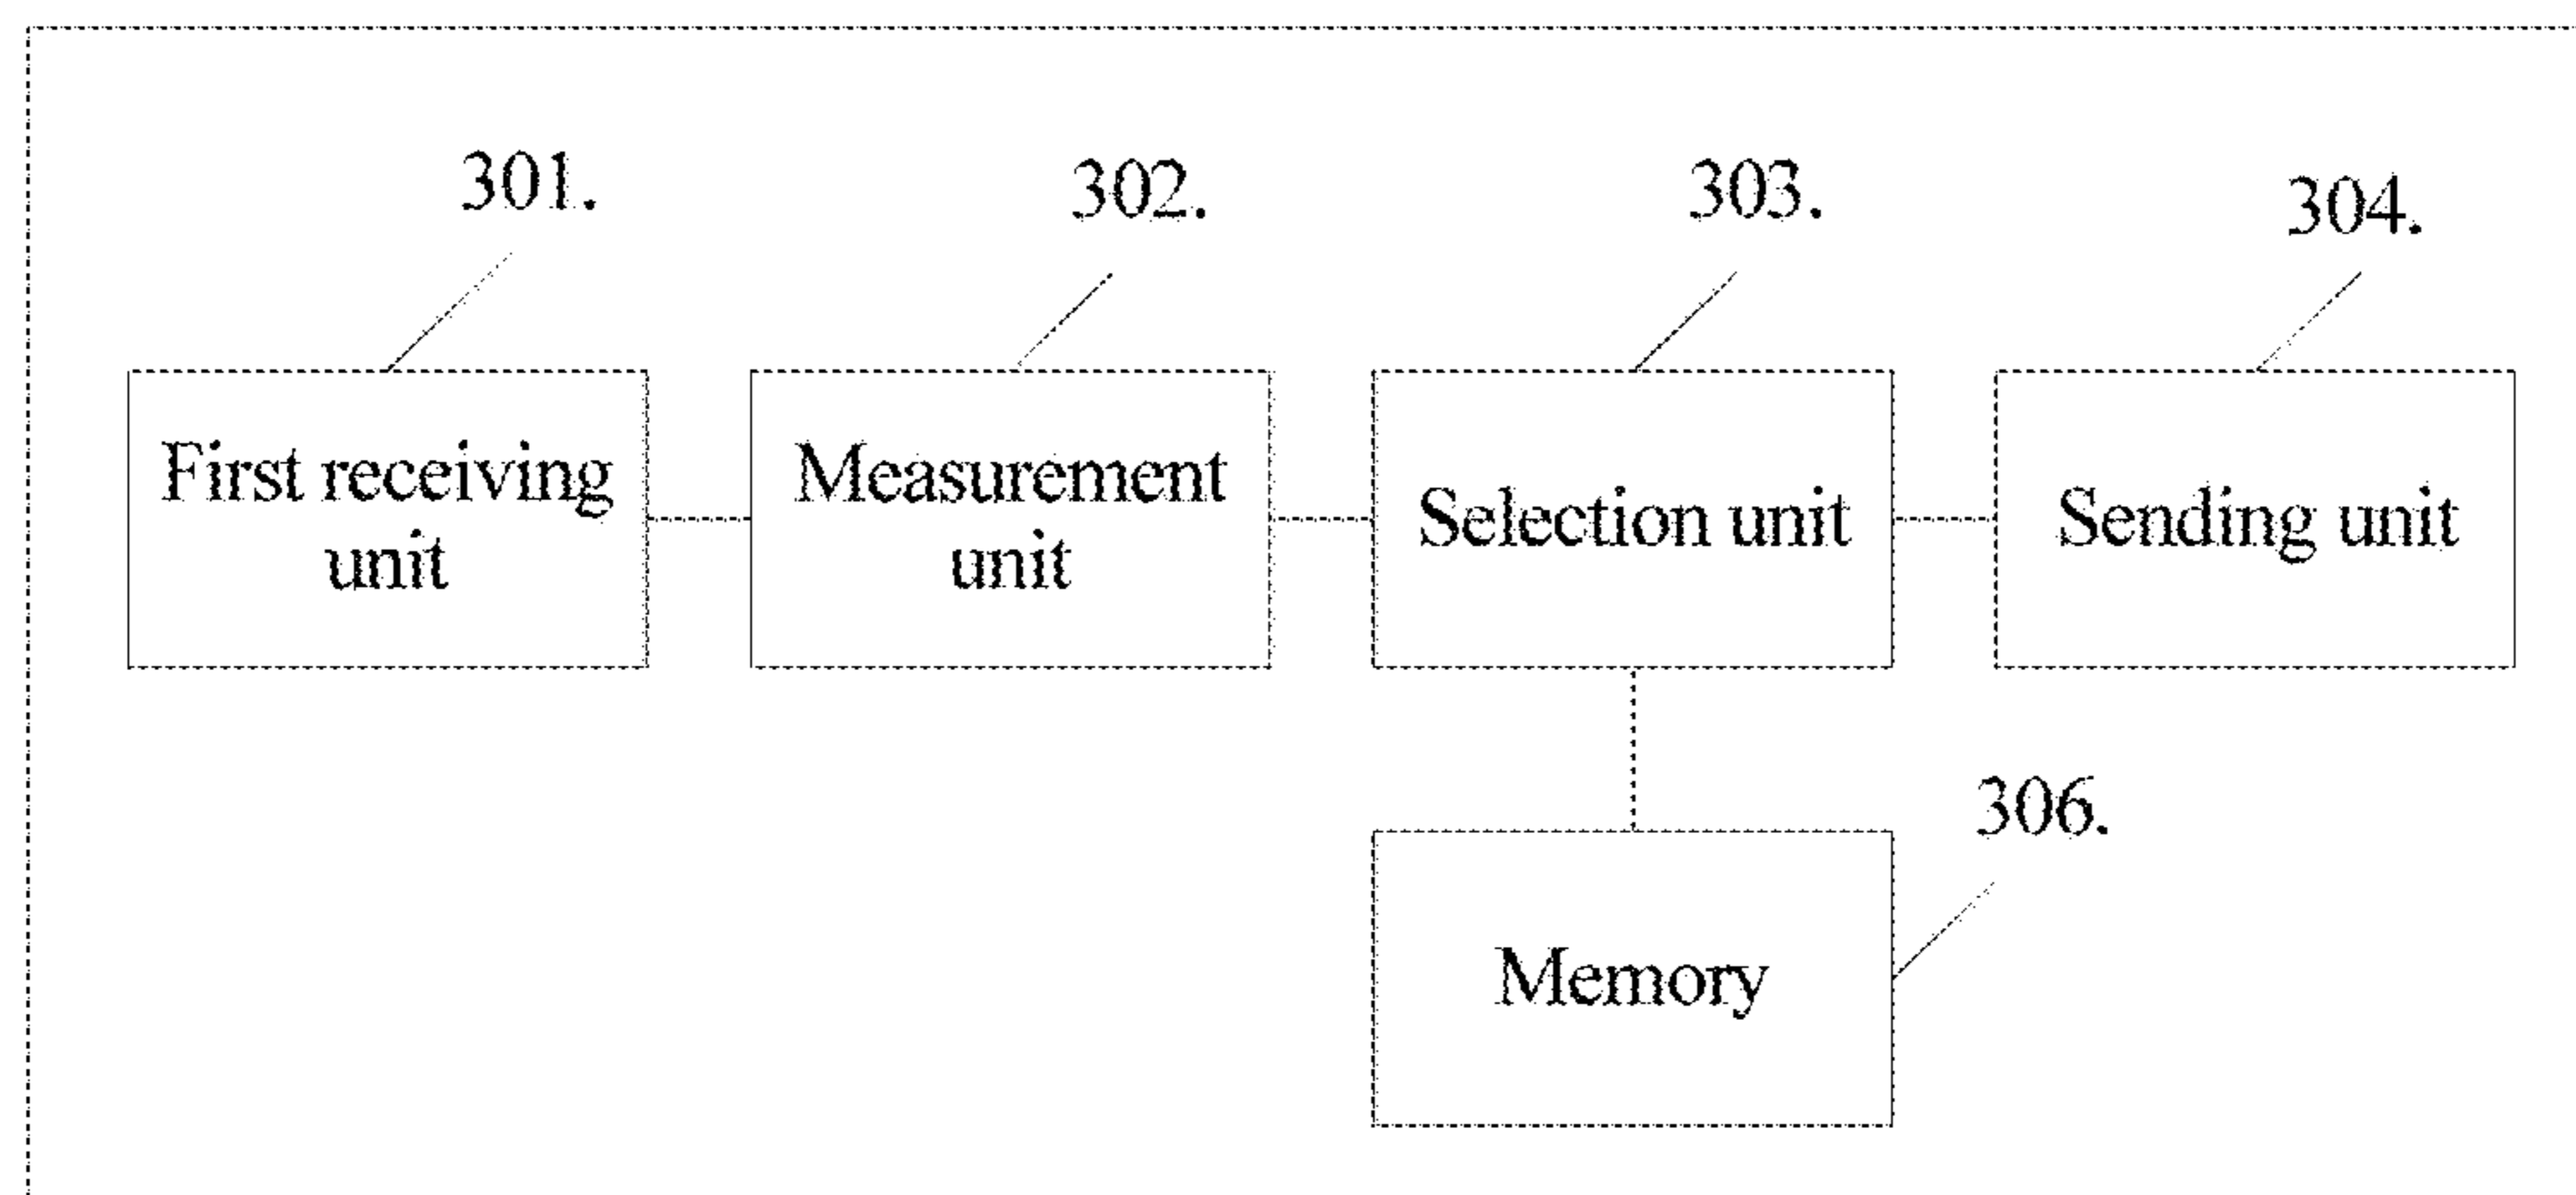 301.
302.
303.
304.
First receiving
unit
Measurement
unit
Selection unit
Sending unit
306.
Memory